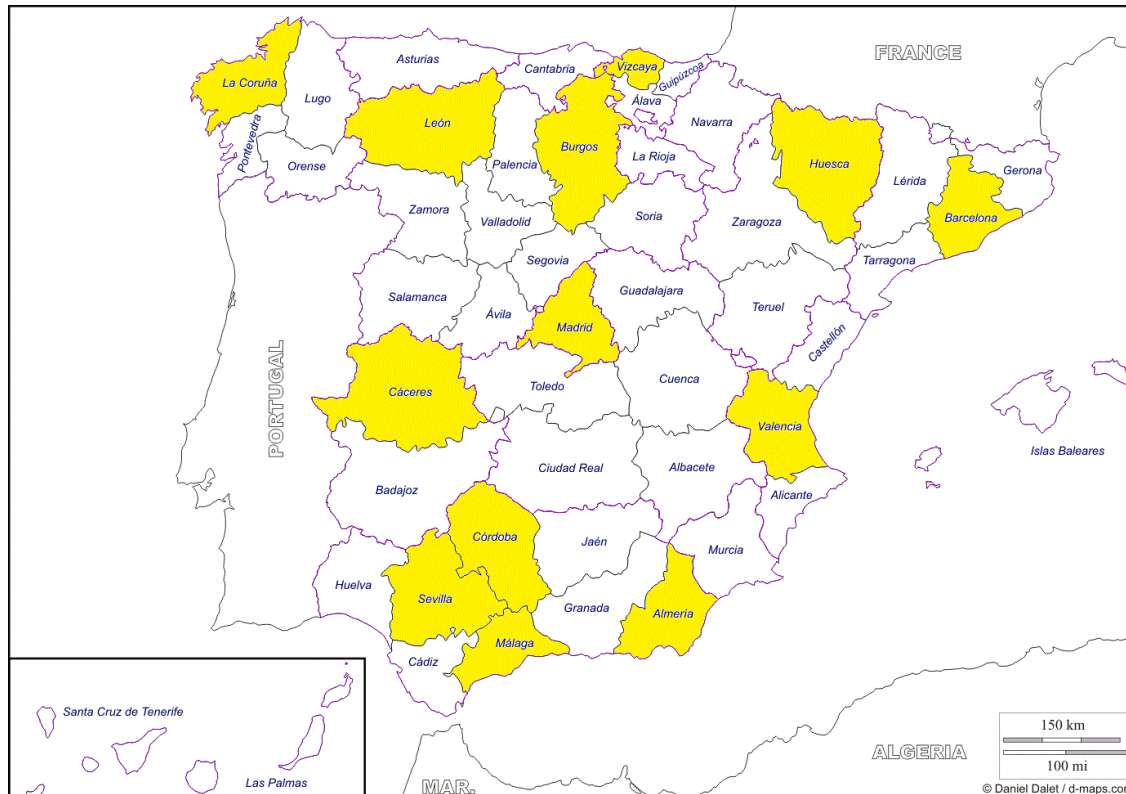 FRANCE
Asturias
Cantabria
Vizcaya
Guipúzcoa
La Coruña
Lugo
Álava
Navarra
León
Pontevedra
Orense
Palencia
Burgos
La Rioja
Huesca
Lérida
Gerona
Barcelona
Zamora
Valladolid
Soria
Zaragoza
Segovia
Tarragona
Salamanca
Ávila
Guadalajara
Madrid
Teruel
Castellón
PORTUGAL
Cáceres
Toledo
Cuenca
Valencia
Islas Baleares
Ciudad Real
Albacete
Badajoz
Alicante
Córdoba
Jaén
Murcia
Huelva
Sevilla
Granada
Almería
Málaga
Cádiz
Santa Cruz de Tenerife
Las Palmas
MAR.
ALGERIA
150 km
100 mi
© Daniel Dalet / d-maps.com